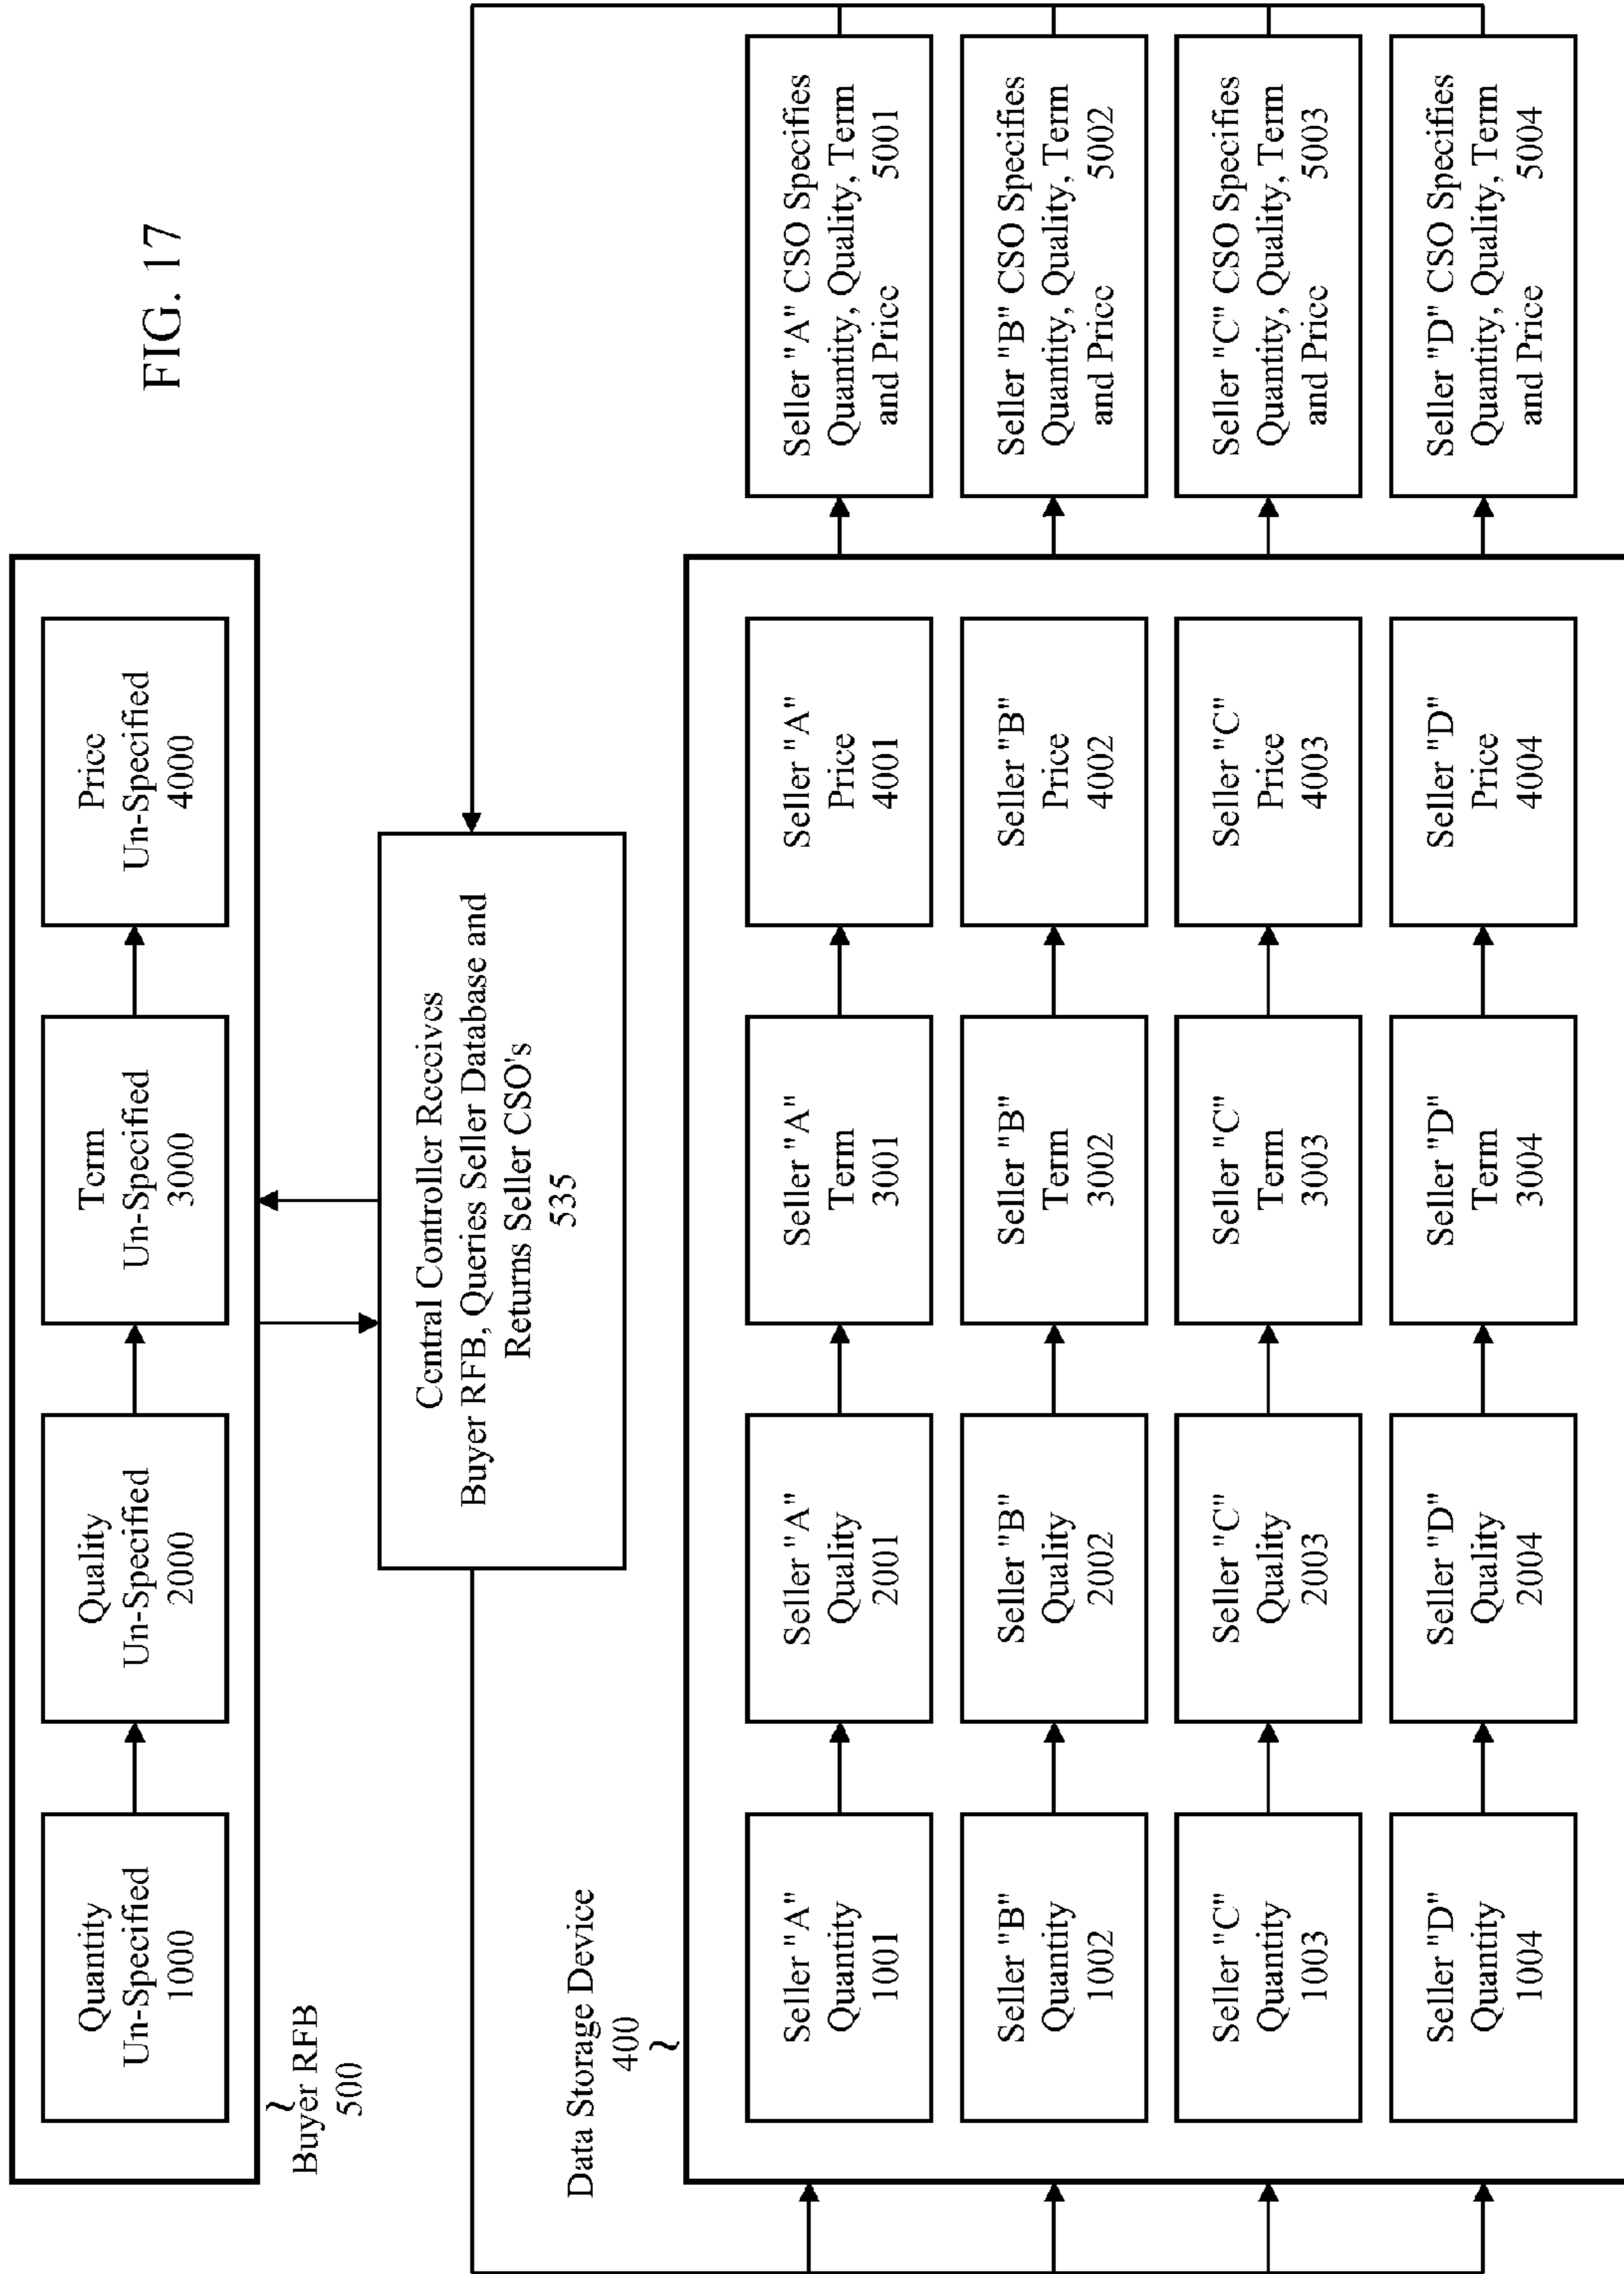 FIG. 17
Quantity
Un-Specified
1000
Quality
Un-Specified
2000
Term
Un-Specified
3000
Price
Un-Specified
4000
Buyer RFB
500
Central Controller Receives
Buyer RFB, Queries Seller Database and
Returns Seller CSO's
535
Data Storage Device
400
Seller "A"
Quantity
1001
Seller "A"
Quality
2001
Seller "A"
Term
3001
Seller "A"
Price
4001
Seller "A" CSO Specifies
Quantity, Quality, Term
and Price 5001
Seller "B"
Quantity
1002
Seller "B"
Quality
2002
Seller "B"
Term
3002
Seller "B"
Price
4002
Seller "B" CSO Specifies
Quantity, Quality, Term
and Price 5002
Seller "C"
Quantity
1003
Seller "C"
Quality
2003
Seller "C"
Term
3003
Seller "C"
Price
4003
Seller "C" CSO Specifies
Quantity, Quality, Term
and Price 5003
Seller "D"
Quantity
1004
Seller "D"
Quality
2004
Seller "D"
Term
3004
Seller "D"
Price
4004
Seller "D" CSO Specifies
Quantity, Quality, Term
and Price 5004